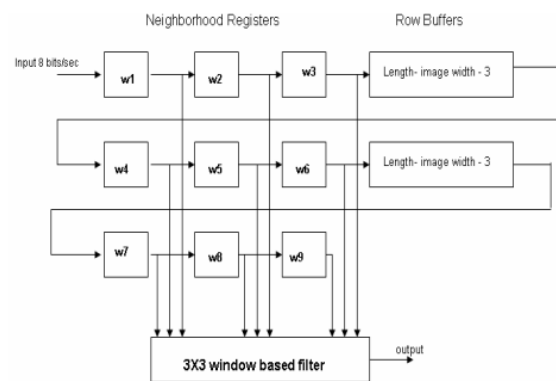 Neighborhood Registers
Row Buffers
Input 8 bits/sec
w1
w2
w3
Length- image width - 3
w4
w5
w6
Length- image width - 3
w7
w8
w9
3X3 window based filter
output